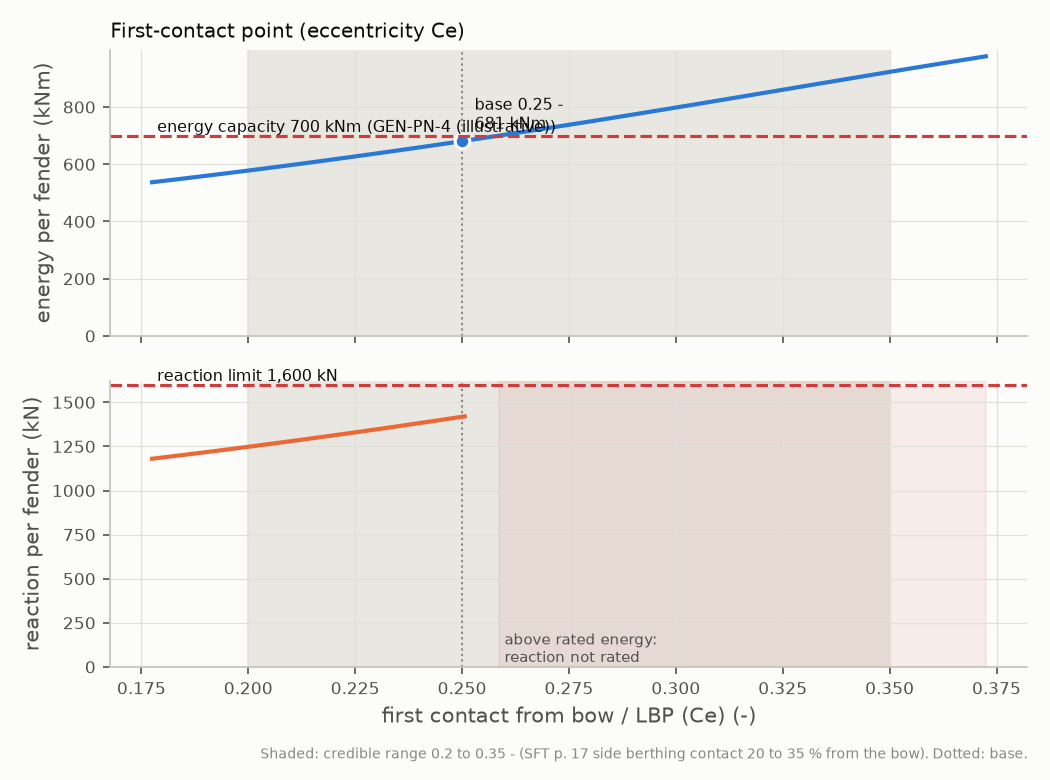 First-contact point (eccentricity Ce)
energy per fender (kNm)
800
600
400
200
0
base 0.25 -
681 kNm
energy capacity 700 kNm (GEN-PN-4 (illustrative))
reaction limit 1,600 kN
reaction per fender (kN)
1500
1250
1000
750
500
250
0
above rated energy:
reaction not rated
0.175 0.200 0.225 0.250 0.275 0.300 0.325 0.350 0.375
first contact from bow / LBP (Ce) (-)
Shaded: credible range 0.2 to 0.35 - (SFT p. 17 side berthing contact 20 to 35 % from the bow). Dotted: base.